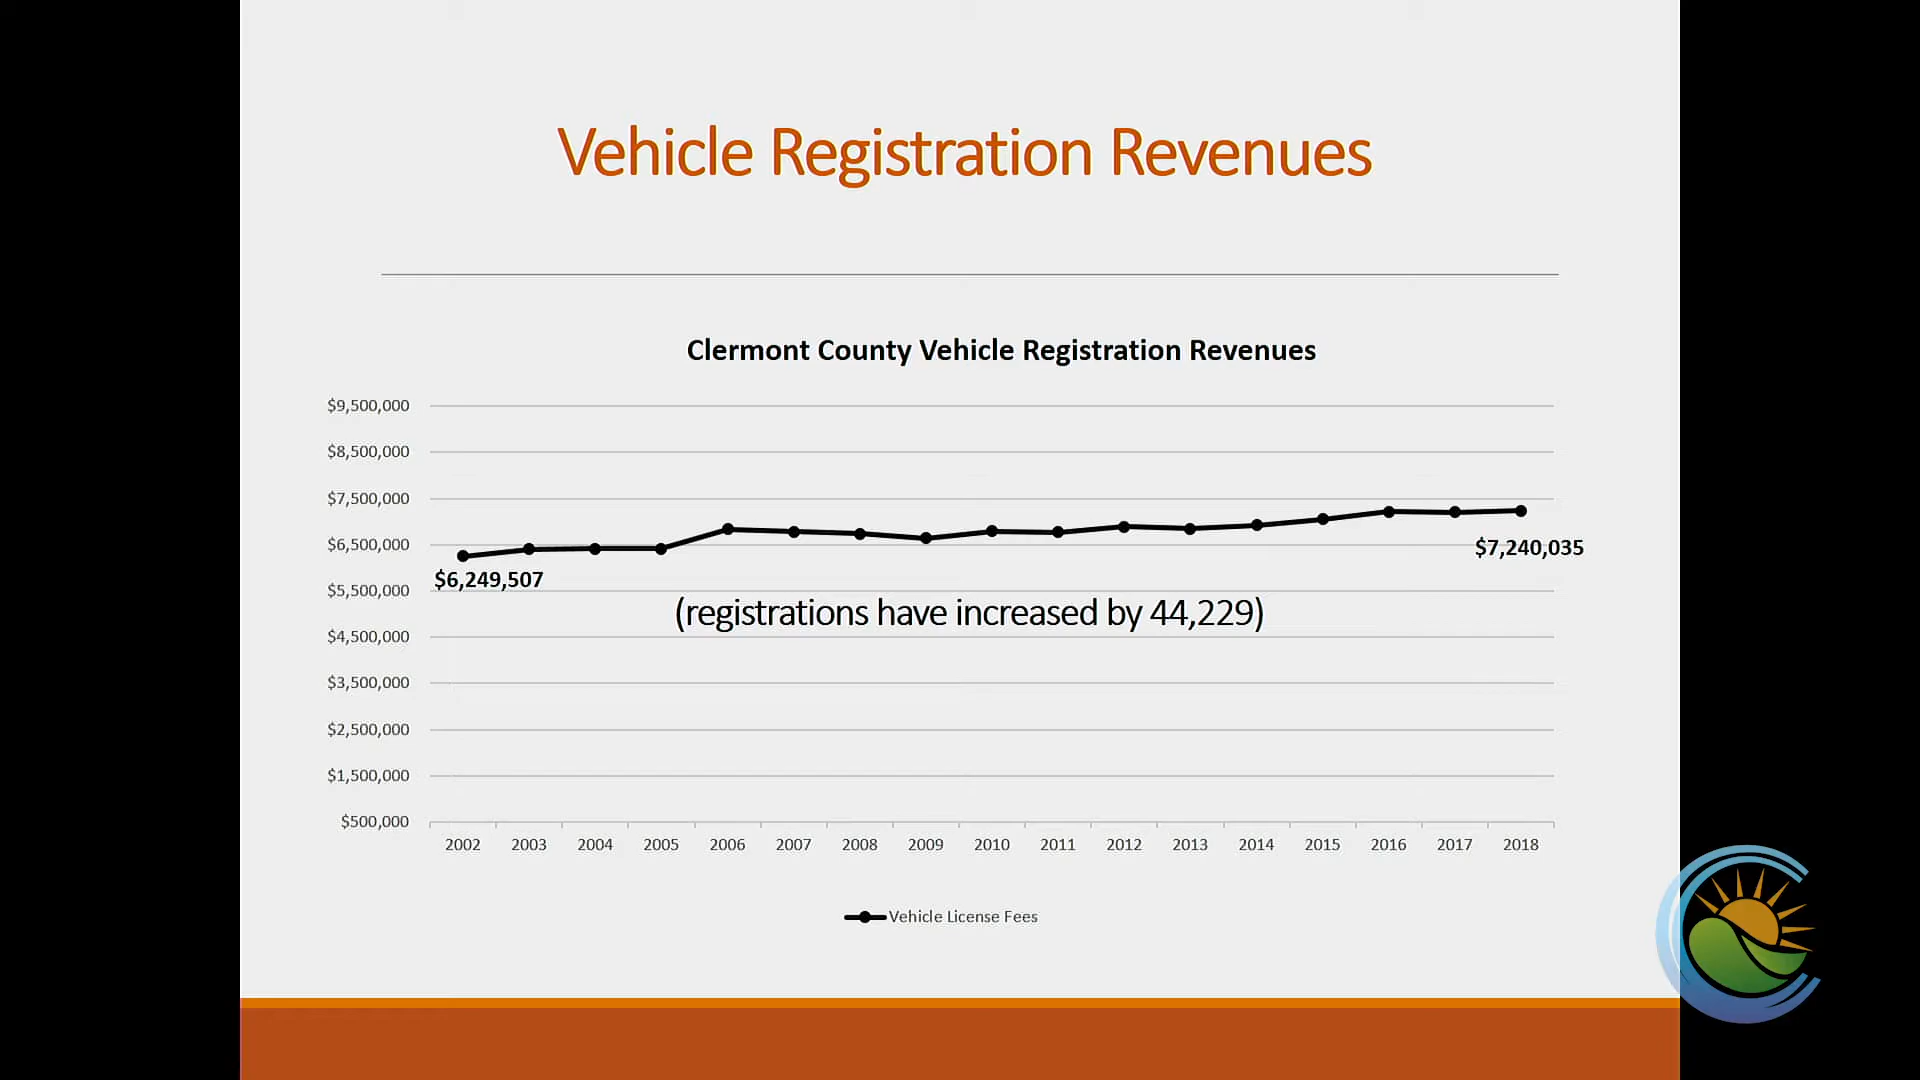 Vehicle Registration Revenues
Clermont County Vehicle Registration Revenues
$9,500,000
$8,500,000
$7,500,000
$6,500,000
$5,500,000
$4,500,000
$3,500,000
$2,500,000
$1,500,000
$500,000
$6,249,507
$7,240,035
(registrations have increased by 44,229)
2002 2003 2004 2005 2006 2007 2008 2009 2010 2011 2012 2013 2014 2015 2016 2017 2018
Vehicle License Fees